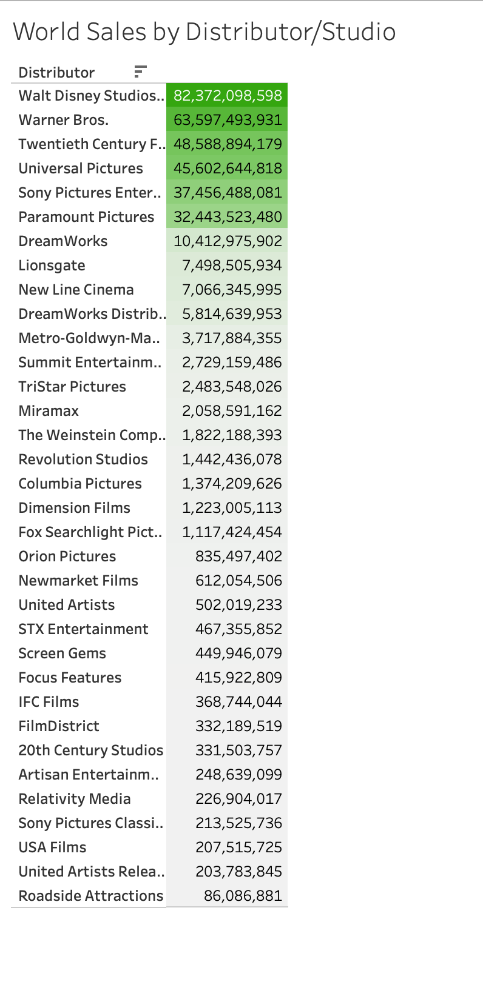 World Sales by Distributor/Studio
Distributor
Walt Disney Studios.. 82,372,098,598
Warner Bros. 63,597,493,931
Twentieth Century F.. 48,588,894,179
Universal Pictures 45,602,644,818
Sony Pictures Enter.. 37,456,488,081
Paramount Pictures 32,443,523,480
DreamWorks 10,412,975,902
Lionsgate 7,498,505,934
New Line Cinema 7,066,345,995
DreamWorks Distrib.. 5,814,639,953
Metro-Goldwyn-Ma.. 3,717,884,355
Summit Entertainm.. 2,729,159,486
TriStar Pictures 2,483,548,026
Miramax 2,058,591,162
The Weinstein Comp.. 1,822,188,393
Revolution Studios 1,442,436,078
Columbia Pictures 1,374,209,626
Dimension Films 1,223,005,113
Fox Searchlight Pict.. 1,117,424,454
Orion Pictures 835,497,402
Newmarket Films 612,054,506
United Artists 502,019,233
STX Entertainment 467,355,852
Screen Gems 449,946,079
Focus Features 415,922,809
IFC Films 368,744,044
FilmDistrict 332,189,519
20th Century Studios 331,503,757
Artisan Entertainm.. 248,639,099
Relativity Media 226,904,017
Sony Pictures Classi.. 213,525,736
USA Films 207,515,725
United Artists Relea.. 203,783,845
Roadside Attractions 86,086,881